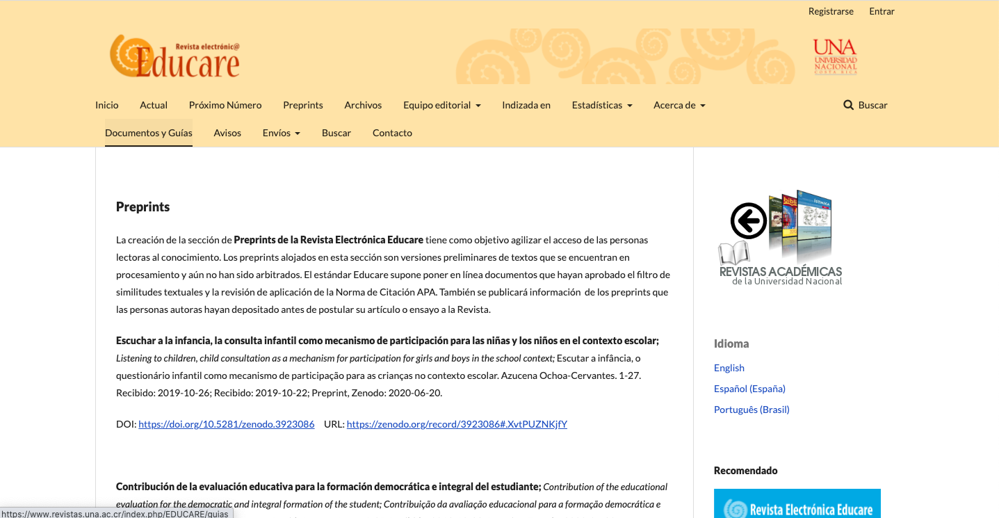 Registrarse Entrar
Revista electrónic@
Educare
UNA
UNIVERSIDAD
NACIONAL
COSTA RICA
Inicio Actual Próximo Número Preprints Archivos Equipo editorial Indizada en Estadísticas Acerca de Buscar
Documentos y Guías Avisos Envíos Buscar Contacto
Preprints
La creación de la sección de Preprints de la Revista Electrónica Educare tiene como objetivo agilizar el acceso de las personas
lectoras al conocimiento. Los preprints alojados en esta sección son versiones preliminares de textos que se encuentran en
procesamiento y aún no han sido arbitrados. El estándar Educare supone poner en línea documentos que hayan aprobado el filtro de
similitudes textuales y la revisión de aplicación de la Norma de Citación APA. También se publicará información  de los preprints que
las personas autoras hayan depositado antes de postular su artículo o ensayo a la Revista.
Escuchar a la infancia, la consulta infantil como mecanismo de participación para las niñas y los niños en el contexto escolar;
Listening to children, child consultation as a mechanism for participation for girls and boys in the school context; Escutar a infância, o
questionário infantil como mecanismo de participação para as crianças no contexto escolar. Azucena Ochoa-Cervantes. 1-27.
Recibido: 2019-10-26; Recibido: 2019-10-22; Preprint, Zenodo: 2020-06-20.
DOI: https://doi.org/10.5281/zenodo.3923086 URL: https://zenodo.org/record/3923086#.XvtPUZNKjfY
Contribución de la evaluación educativa para la formación democrática e integral del estudiante; Contribution of the educational
evaluation for the democratic and integral formation of the student; Contribuição da avaliação educacional para a formação democrática e
https://www.revistas.una.ac.cr/index.php/EDUCARE/guias
ISTMICA
REVISTAS ACADÉMICAS
de la Universidad Nacional
Idioma
English
Español (España)
Português (Brasil)
Recomendado
Revista Electrónica Educare